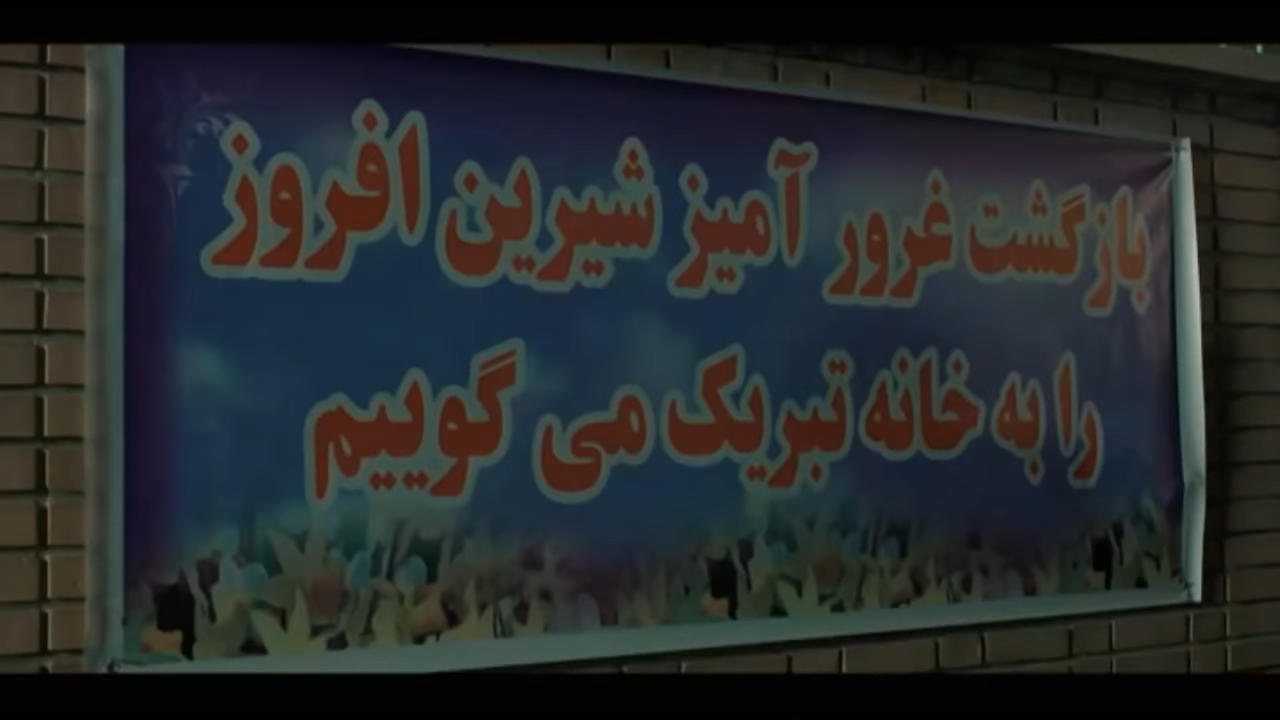 بازگشت غرور آمیز شیرین افروز
را به خانه تبریک می گوییم